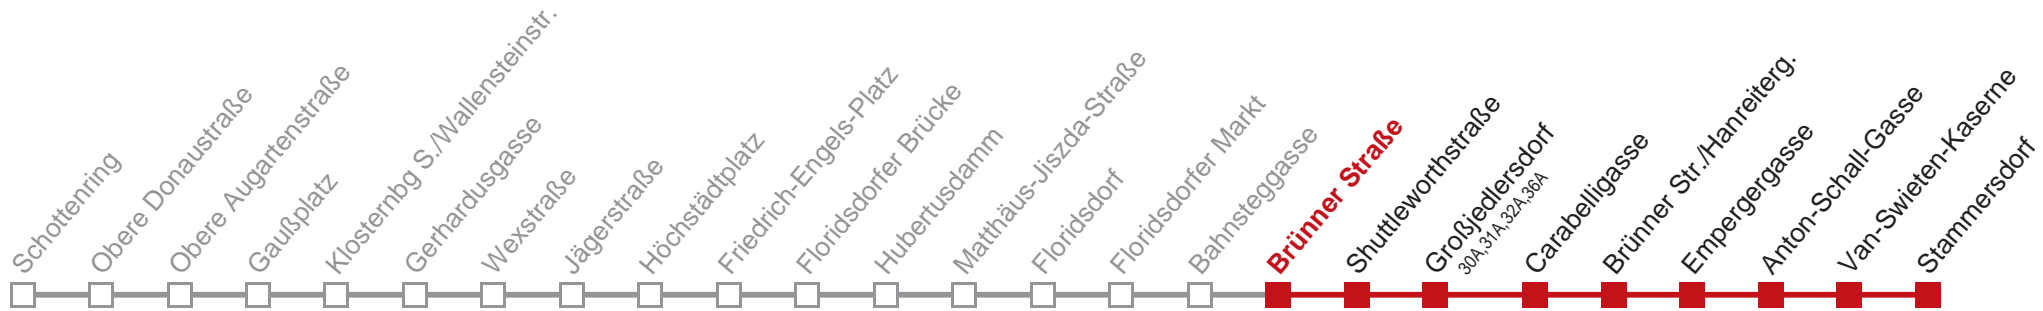 Schottenring
Obere Donaustraße
Obere Augartenstraße
Gaußplatz
Klosternbg S./Wallensteinstr.
Gerhardusgasse
Wexstraße
Jägerstraße
Höchstädtplatz
Friedrich-Engels-Platz
Floridsdorfer Brücke
Hubertusdamm
Matthäus-Jiszda-Straße
Floridsdorf
Floridsdorfer Markt
Bahnsteggasse
Brünner Straße
Shuttleworthstraße
Großjedlersdorf
30A,31A,32A,36A
Carabelligasse
Brünner Str./Hanreiterg.
Empergergasse
Anton-Schall-Gasse
Van-Swieten-Kaserne
Stammersdorf